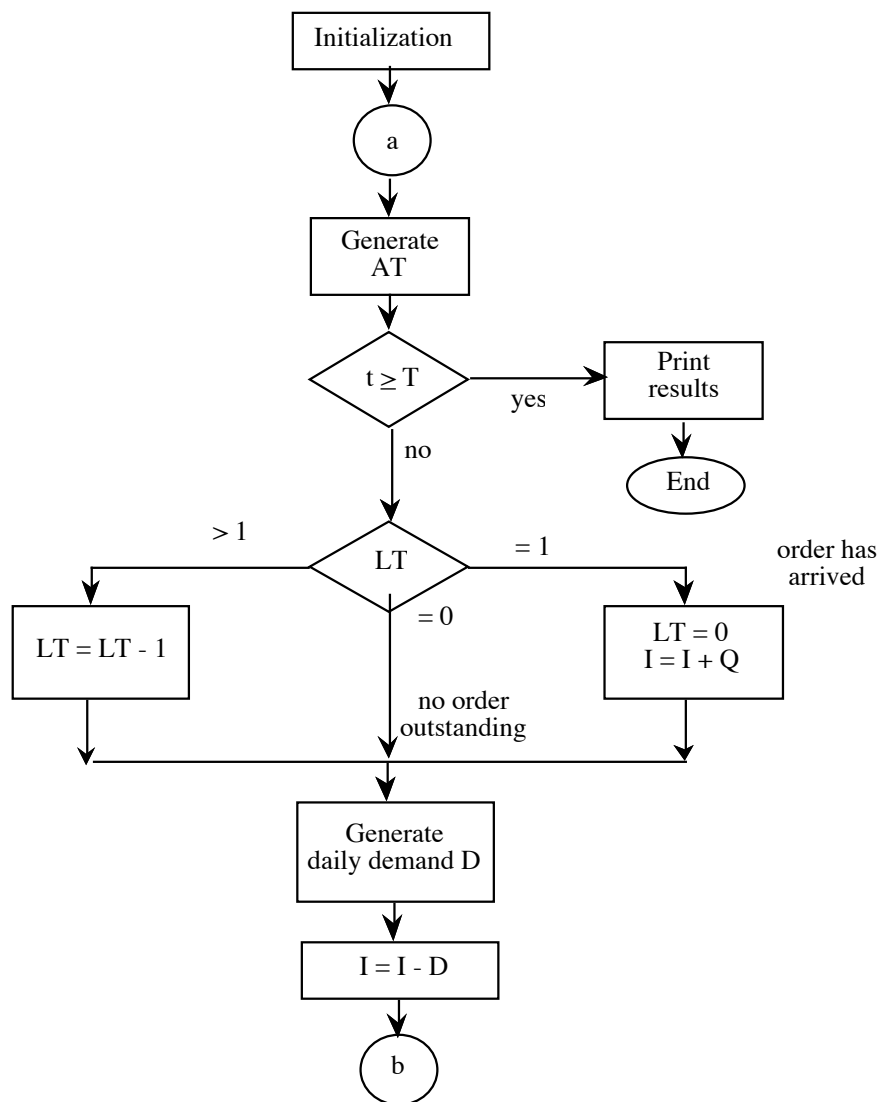 Initialization
a
Generate
AT
t ≥ T
yes
Print
results
no
End
> 1
LT
= 1
order has
arrived
= 0
LT = LT - 1
LT = 0
I = I + Q
no order
outstanding
Generate
daily demand D
I = I - D
b